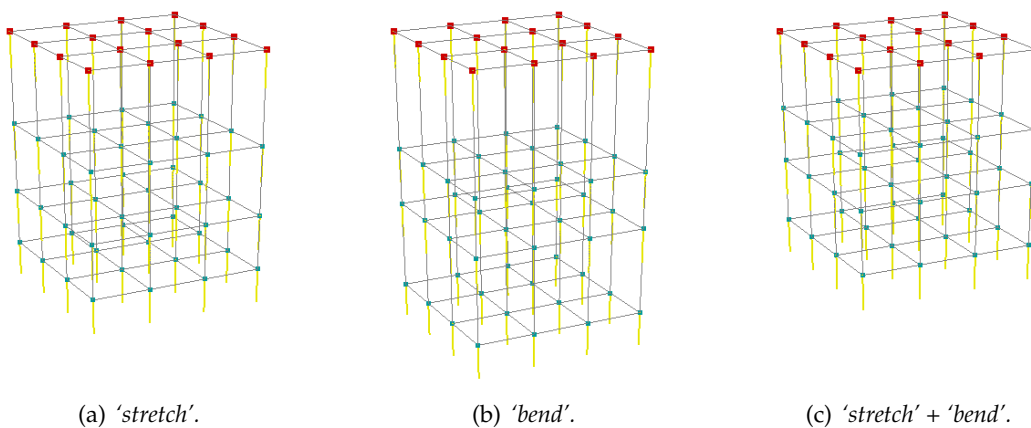 (a) ‘stretch’.
(b) ‘bend’.
(c) ‘stretch’ + ‘bend’.